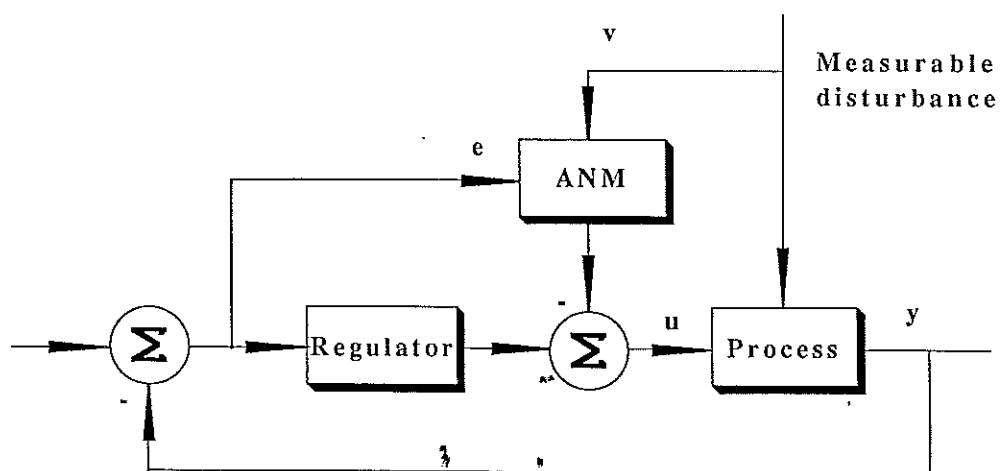 v
Measurable
disturbance
e
ANM
-
Σ
Regulator
Σ
u
Process
y
-